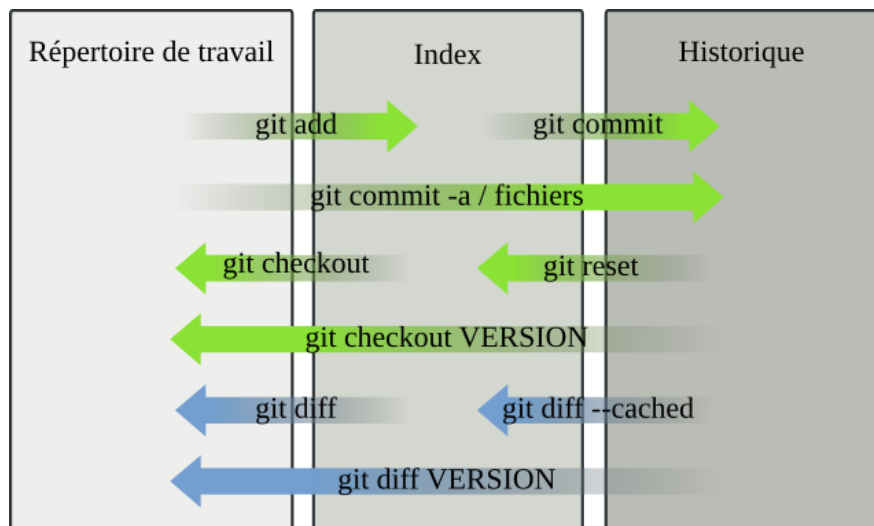 Répertoire de travail
Index
Historique
git add
git commit
git commit -a / fichiers
git checkout
git reset
git checkout VERSION
git diff
git diff --cached
git diff VERSION